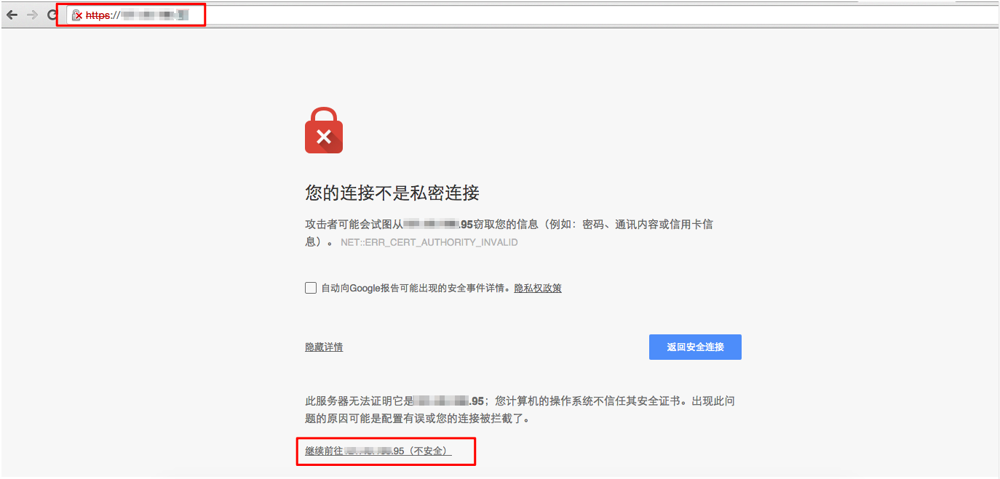 https://
您的连接不是私密连接
攻击者可能会试图从.95窃取您的信息（例如：密码、通讯内容或信用卡信
息）。 NET::ERR_CERT_AUTHORITY_INVALID
自动向Google报告可能出现的安全事件详情。隐私权政策
隐藏详情
返回安全连接
此服务器无法证明它是.95；您计算机的操作系统不信任其安全证书。出现此问
题的原因可能是配置有误或您的连接被拦截了。
继续前往.95（不安全）